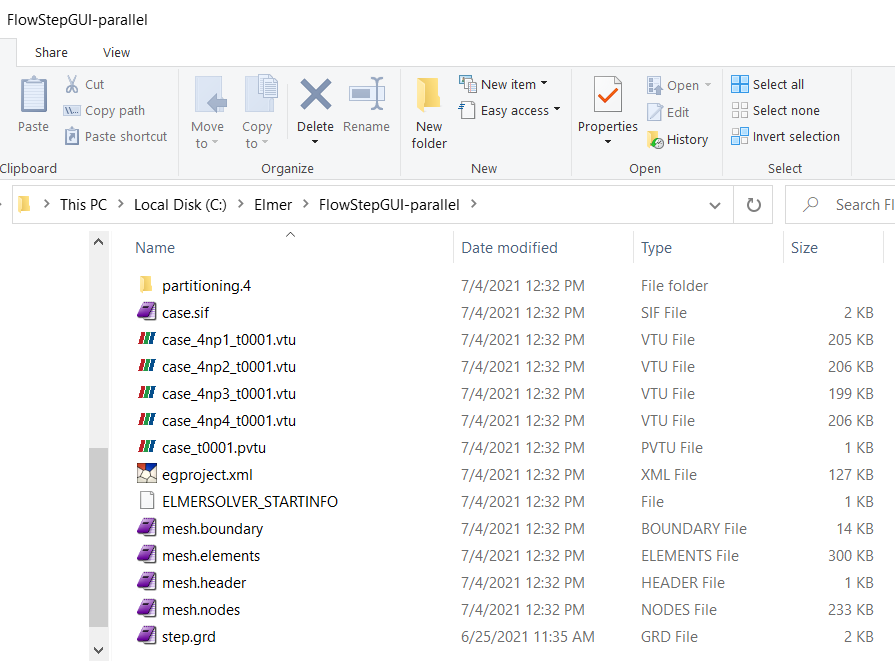 FlowStepGUI-parallel
Share View
Cut
Copy path
Paste shortcut
Paste
Clipboard
Move to
Copy to
Delete
Rename
Organize
New folder
New item
Easy access
New
Properties
Open
Edit
History
Open
Select all
Select none
Invert selection
Select
This PC > Local Disk (C:) > Elmer > FlowStepGUI-parallel >
Search Fl
Name Date modified Type Size
partitioning.4 7/4/2021 12:32 PM File folder
case.sif 7/4/2021 12:32 PM SIF File 2 KB
case_4np1_t0001.vtu 7/4/2021 12:32 PM VTU File 205 KB
case_4np2_t0001.vtu 7/4/2021 12:32 PM VTU File 206 KB
case_4np3_t0001.vtu 7/4/2021 12:32 PM VTU File 199 KB
case_4np4_t0001.vtu 7/4/2021 12:32 PM VTU File 206 KB
case_t0001.pvtu 7/4/2021 12:32 PM PVTU File 1 KB
egproject.xml 7/4/2021 12:32 PM XML File 127 KB
ELMERSOLVER_STARTINFO 7/4/2021 12:32 PM File 1 KB
mesh.boundary 7/4/2021 12:32 PM BOUNDARY File 14 KB
mesh.elements 7/4/2021 12:32 PM ELEMENTS File 300 KB
mesh.header 7/4/2021 12:32 PM HEADER File 1 KB
mesh.nodes 7/4/2021 12:32 PM NODES File 233 KB
step.grd 6/25/2021 11:35 AM GRD File 2 KB